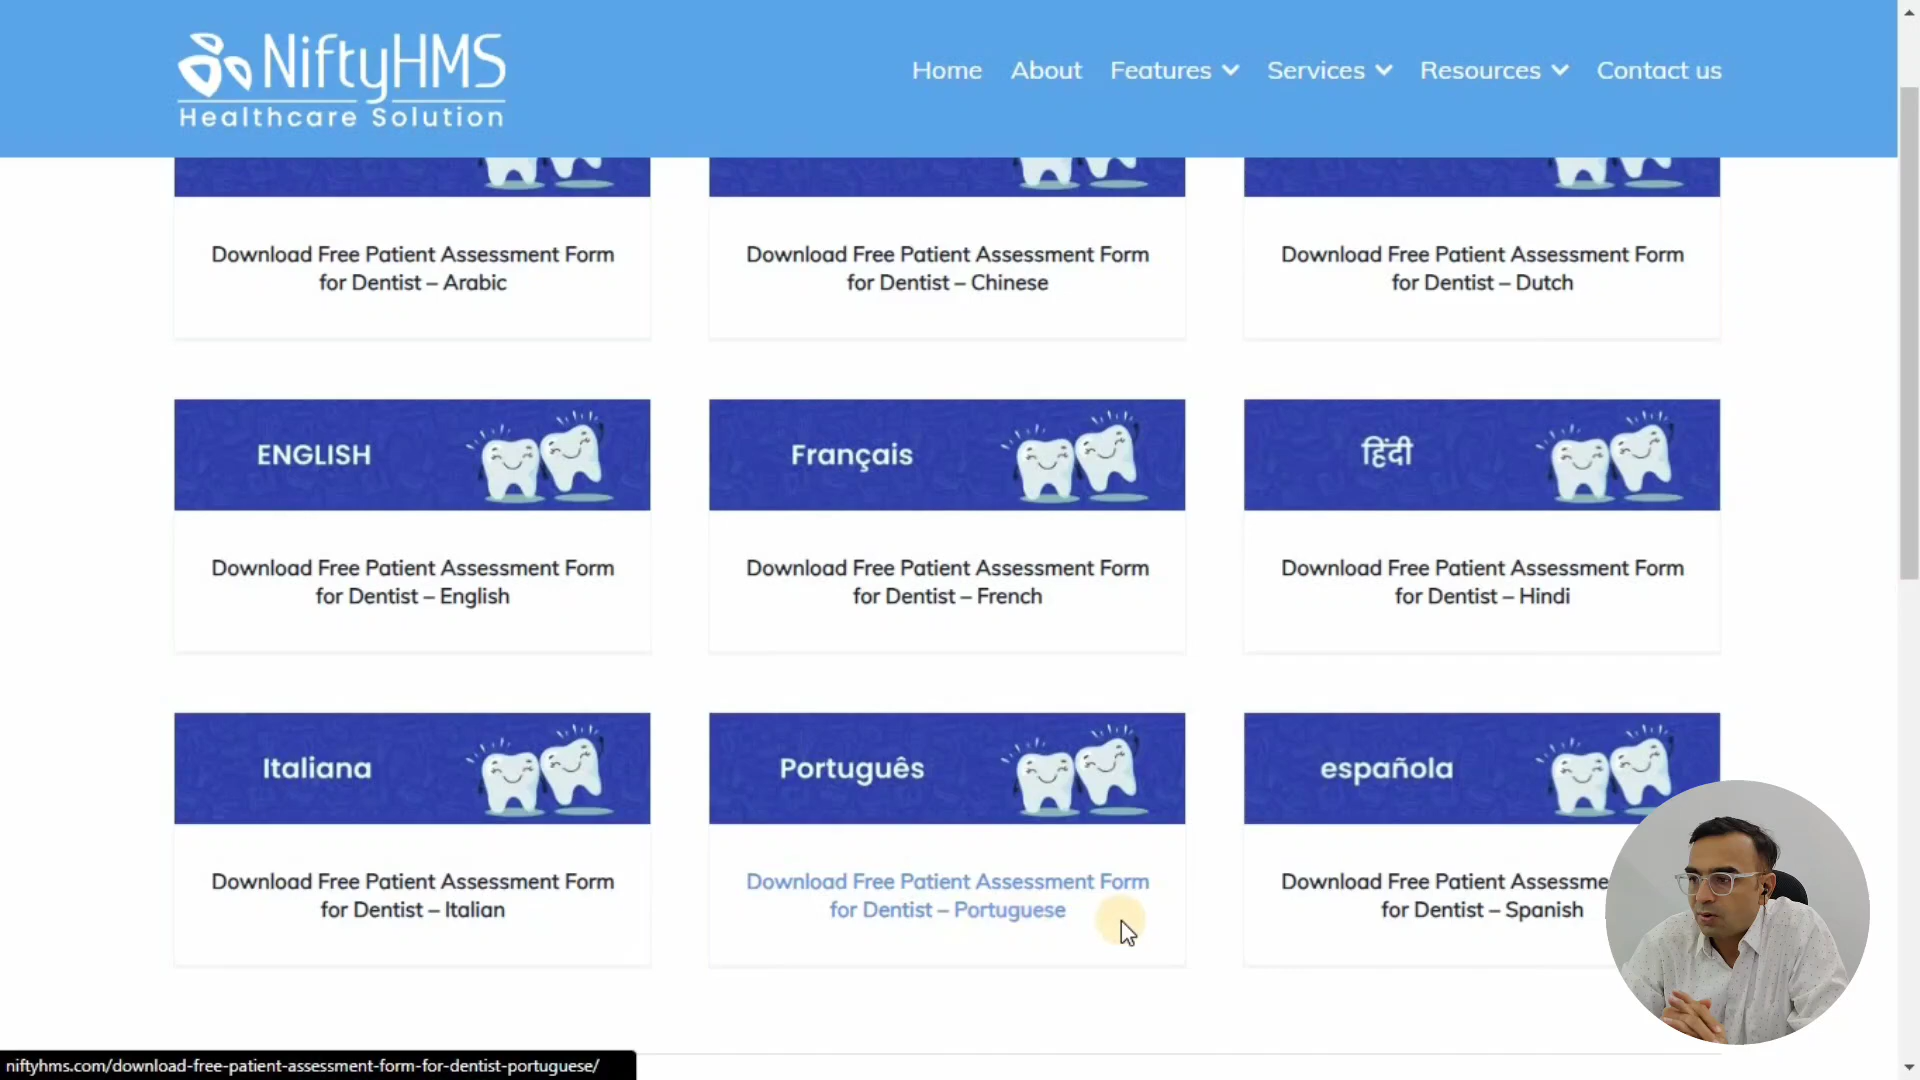 NiftyHMS
Healthcare Solution
Home About Features Services Resources Contact us
Download Free Patient Assessment Form
for Dentist – Arabic
Download Free Patient Assessment Form
for Dentist – Chinese
Download Free Patient Assessment Form
for Dentist – Dutch
ENGLISH
Français
हिंदी
Download Free Patient Assessment Form
for Dentist – English
Download Free Patient Assessment Form
for Dentist – French
Download Free Patient Assessment Form
for Dentist – Hindi
Italiana
Português
española
Download Free Patient Assessment Form
for Dentist – Italian
Download Free Patient Assessment Form
for Dentist – Portuguese
Download Free Patient Assessme
for Dentist – Spanish
niftyhms.com/download-free-patient-assessment-form-for-dentist-portuguese/